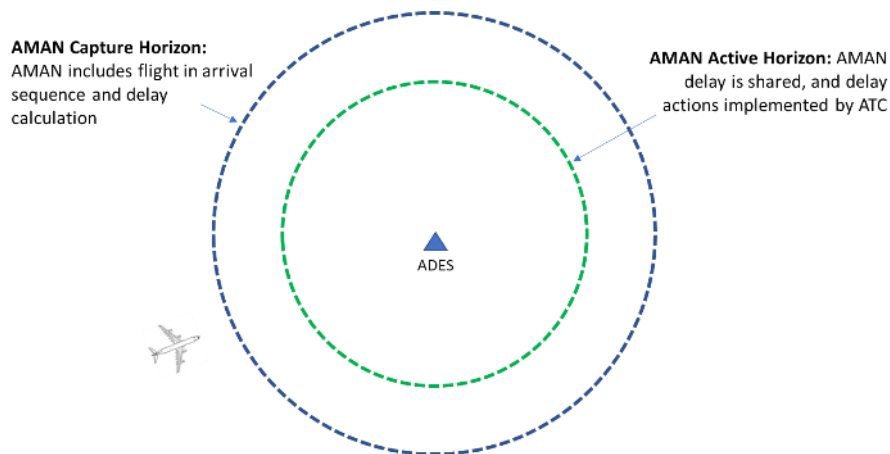 AMAN Capture Horizon:
AMAN includes flight in arrival
sequence and delay
calculation
AMAN Active Horizon: AMAN
delay is shared, and delay
actions implemented by ATC
ADES